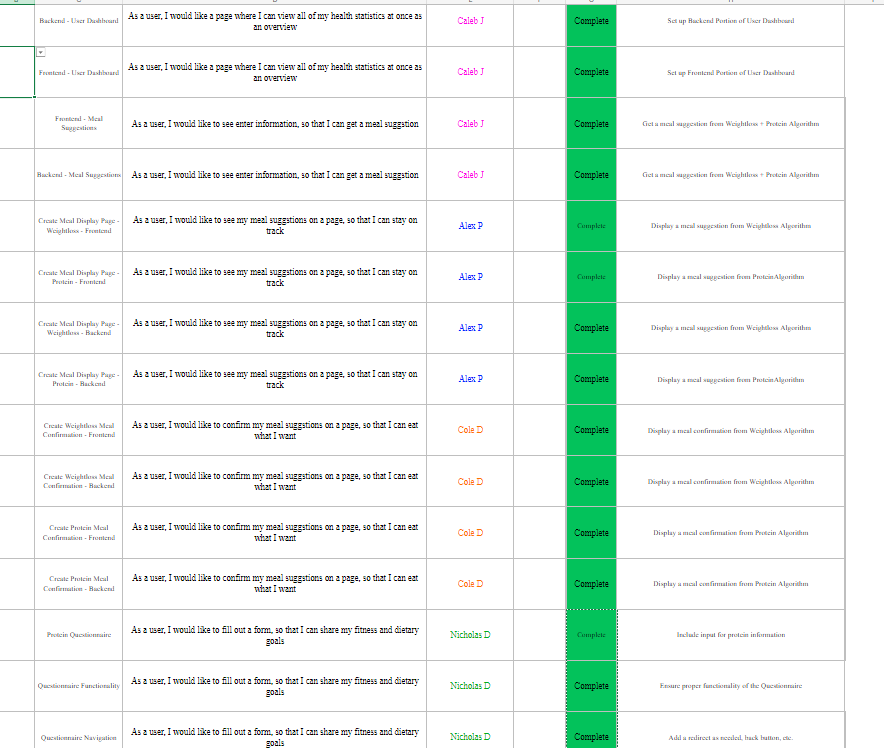 Backend - User Dashboard
As a user, I would like a page where I can view all of my health statistics at once as
an overview
Caleb J
Complete
Set up Backend Portion of User Dashboard
Frontend - User Dashboard
As a user, I would like a page where I can view all of my health statistics at once as
an overview
Caleb J
Complete
Set up Frontend Portion of User Dashboard
Frontend - Meal
Suggestions
As a user, I would like to see enter information, so that I can get a meal suggstion
Caleb J
Complete
Get a meal suggestion from Weightloss + Protein Algorithm
Backend - Meal Suggestions
As a user, I would like to see enter information, so that I can get a meal suggstion
Caleb J
Complete
Get a meal suggestion from Weightloss + Protein Algorithm
Create Meal Display Page -
Weightloss - Frontend
As a user, I would like to see my meal suggstions on a page, so that I can stay on
track
Alex P
Complete
Display a meal suggestion from Weightloss Algorithm
Create Meal Display Page -
Protein - Frontend
As a user, I would like to see my meal suggstions on a page, so that I can stay on
track
Alex P
Complete
Display a meal suggestion from ProteinAlgorithm
Create Meal Display Page -
Weightloss - Backend
As a user, I would like to see my meal suggstions on a page, so that I can stay on
track
Alex P
Complete
Display a meal suggestion from Weightloss Algorithm
Create Meal Display Page -
Protein - Backend
As a user, I would like to see my meal suggstions on a page, so that I can stay on
track
Alex P
Complete
Display a meal suggestion from ProteinAlgorithm
Create Weightloss Meal
Confirmation - Frontend
As a user, I would like to confirm my meal suggstions on a page, so that I can eat
what I want
Cole D
Complete
Display a meal confirmation from Weightloss Algorithm
Create Weightloss Meal
Confirmation - Backend
As a user, I would like to confirm my meal suggstions on a page, so that I can eat
what I want
Cole D
Complete
Display a meal confirmation from Weightloss Algorithm
Create Protein Meal
Confirmation - Frontend
As a user, I would like to confirm my meal suggstions on a page, so that I can eat
what I want
Cole D
Complete
Display a meal confirmation from Protein Algorithm
Create Protein Meal
Confirmation - Backend
As a user, I would like to confirm my meal suggstions on a page, so that I can eat
what I want
Cole D
Complete
Display a meal confirmation from Protein Algorithm
Protein Questionnaire
As a user, I would like to fill out a form, so that I can share my fitness and dietary
goals
Nicholas D
Complete
Include input for protein information
Questionnaire Functionality
As a user, I would like to fill out a form, so that I can share my fitness and dietary
goals
Nicholas D
Complete
Ensure proper functionality of the Questionnaire
Questionnaire Navigation
As a user, I would like to fill out a form, so that I can share my fitness and dietary
goals
Nicholas D
Complete
Add a redirect as needed, back button, etc.